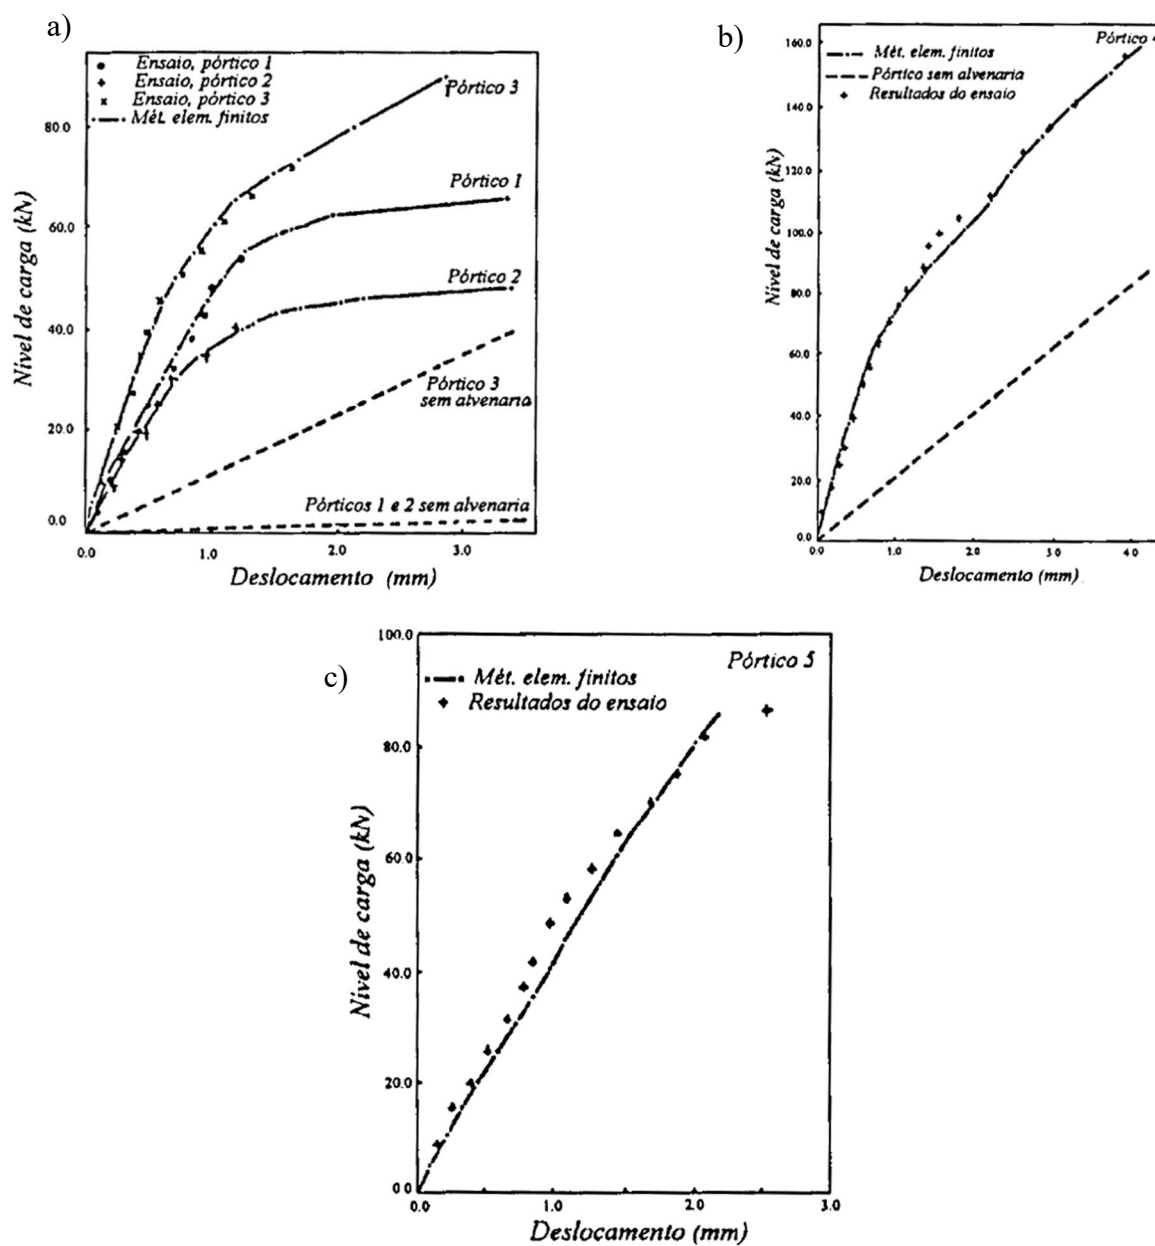 a)
Ensaio, pórtico 1
Ensaio, pórtico 2
Ensaio, pórtico 3
Mét. elem. finitos
Pórtico 3
Pórtico 1
Pórtico 2
Pórtico 3
sem alvenaria
Pórticos 1 e 2 sem alvenaria
Nivel de carga (kN)
80.0
60.0
40.0
20.0
0.0
0.0 1.0 2.0 3.0
Deslocamento (mm)
b)
Mét. elem. finitos
Pórtico sem alvenaria
Resultados do ensaio
Pórtico 4
Nivel de carga (kN)
160.0
140.0
120.0
100.0
80.0
60.0
40.0
20.0
0.0
0.0 1.0 2.0 3.0 4.0
Deslocamento (mm)
c)
Mét. elem. finitos
Resultados do ensaio
Pórtico 5
Nivel de carga (kN)
100.0
80.0
60.0
40.0
20.0
0.0
0.0 1.0 2.0 3.0
Deslocamento (mm)